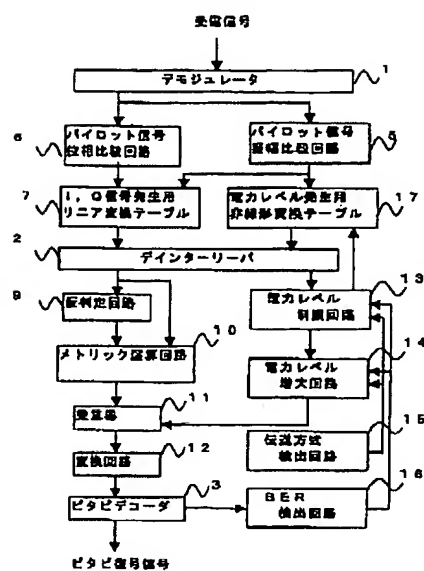 受信信号
デモジュレータ
1
6
パイロット信号
位相比較回路
パイロット信号
振幅比較回路
5
7
I，Q信号発生用
リニア変換テーブル
電力レベル発生用
非線形変換テーブル
17
2
デインターリーバ
9
仮判定回路
電力レベル
制限回路
13
メトリック演算回路
10
電力レベル
増大回路
14
乗算器
11
伝送方式
検出回路
15
変換回路
12
ビタビデコーダ
3
BER
検出回路
16
ビタビ復号信号